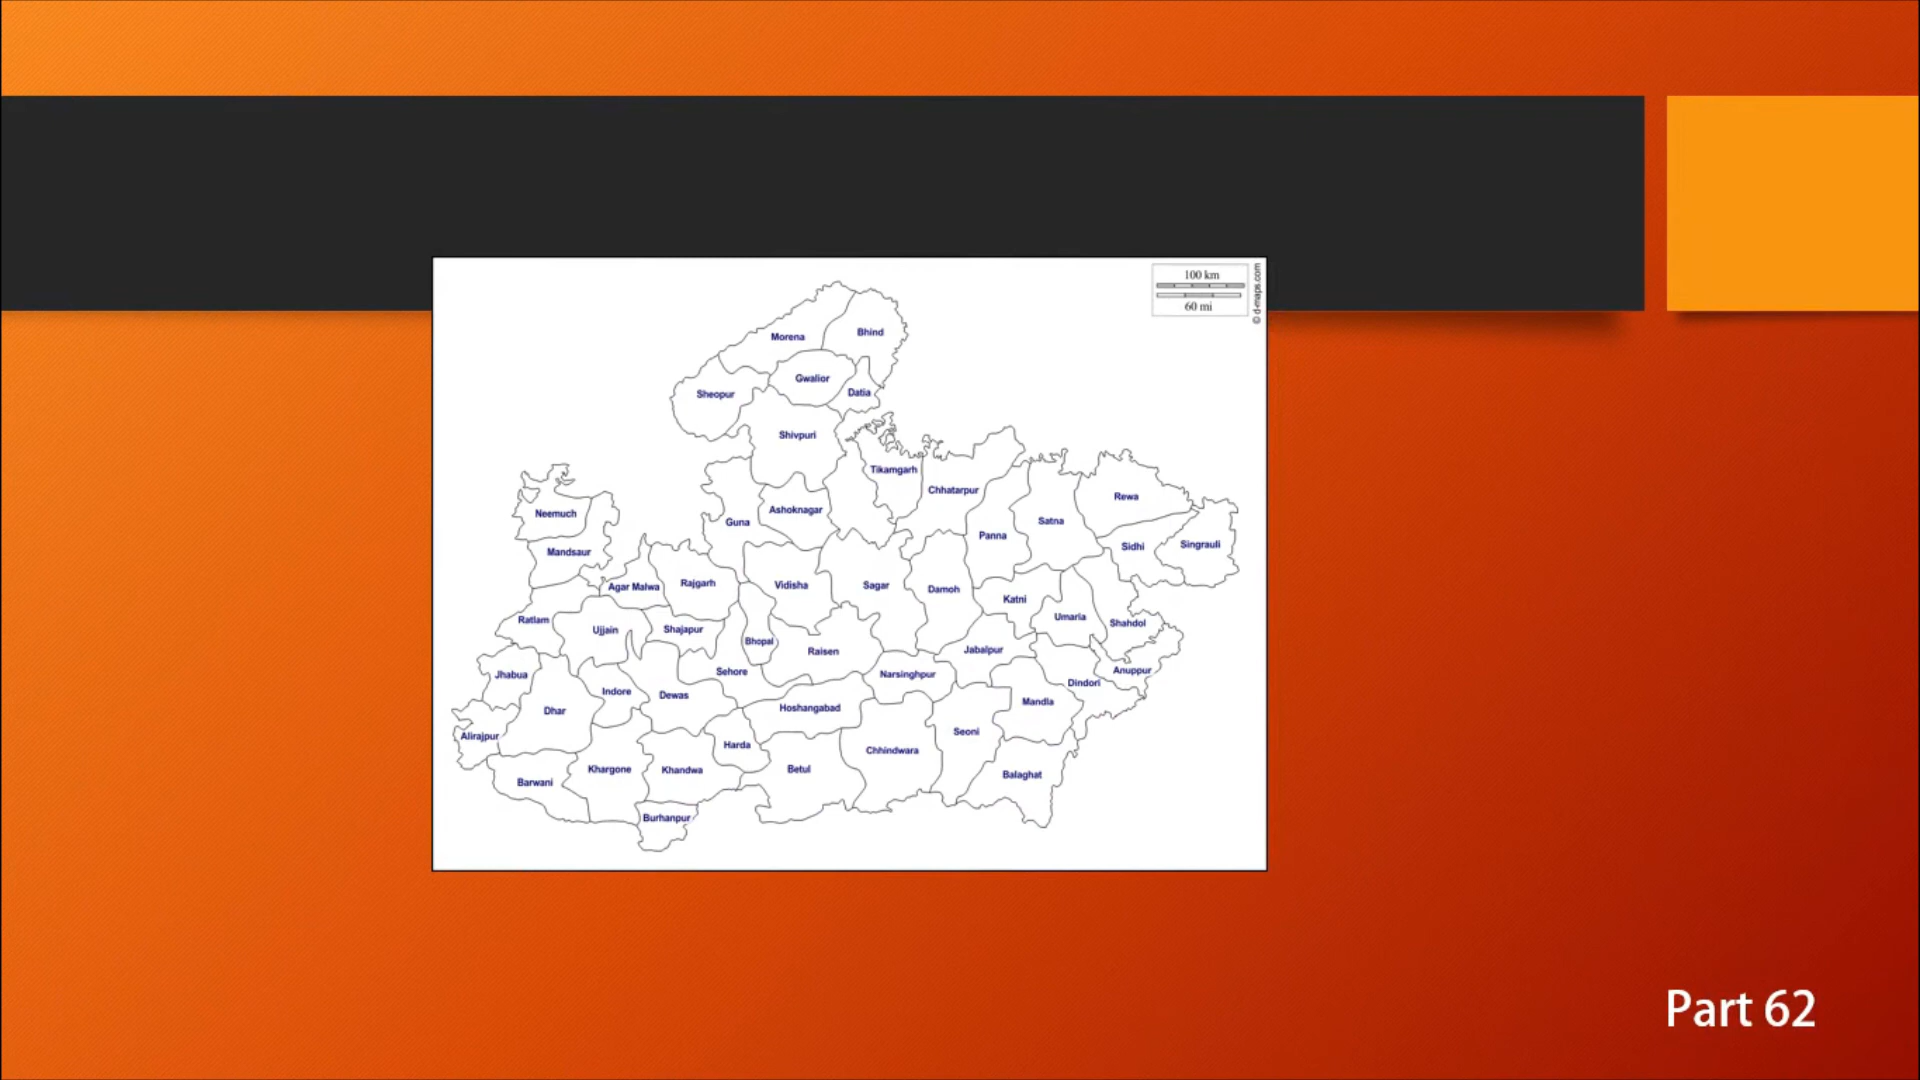 100 km
60 mi
© d-maps.com
Morena
Bhind
Gwalior
Sheopur
Datia
Shivpuri
Tikamgarh
Chhatarpur
Rewa
Neemuch
Ashoknagar
Guna
Satna
Panna
Mandsaur
Sidhi
Singrauli
Agar Malwa
Rajgarh
Vidisha
Sagar
Damoh
Katni
Ratlam
Ujjain
Shajapur
Bhopal
Umaria
Shahdol
Raisen
Jabalpur
Jhabua
Sehore
Narsinghpur
Anuppur
Dindori
Indore
Dewas
Mandla
Dhar
Hoshangabad
Alirajpur
Seoni
Harda
Chhindwara
Barwani
Khargone
Khandwa
Betul
Balaghat
Burhanpur
Part 62